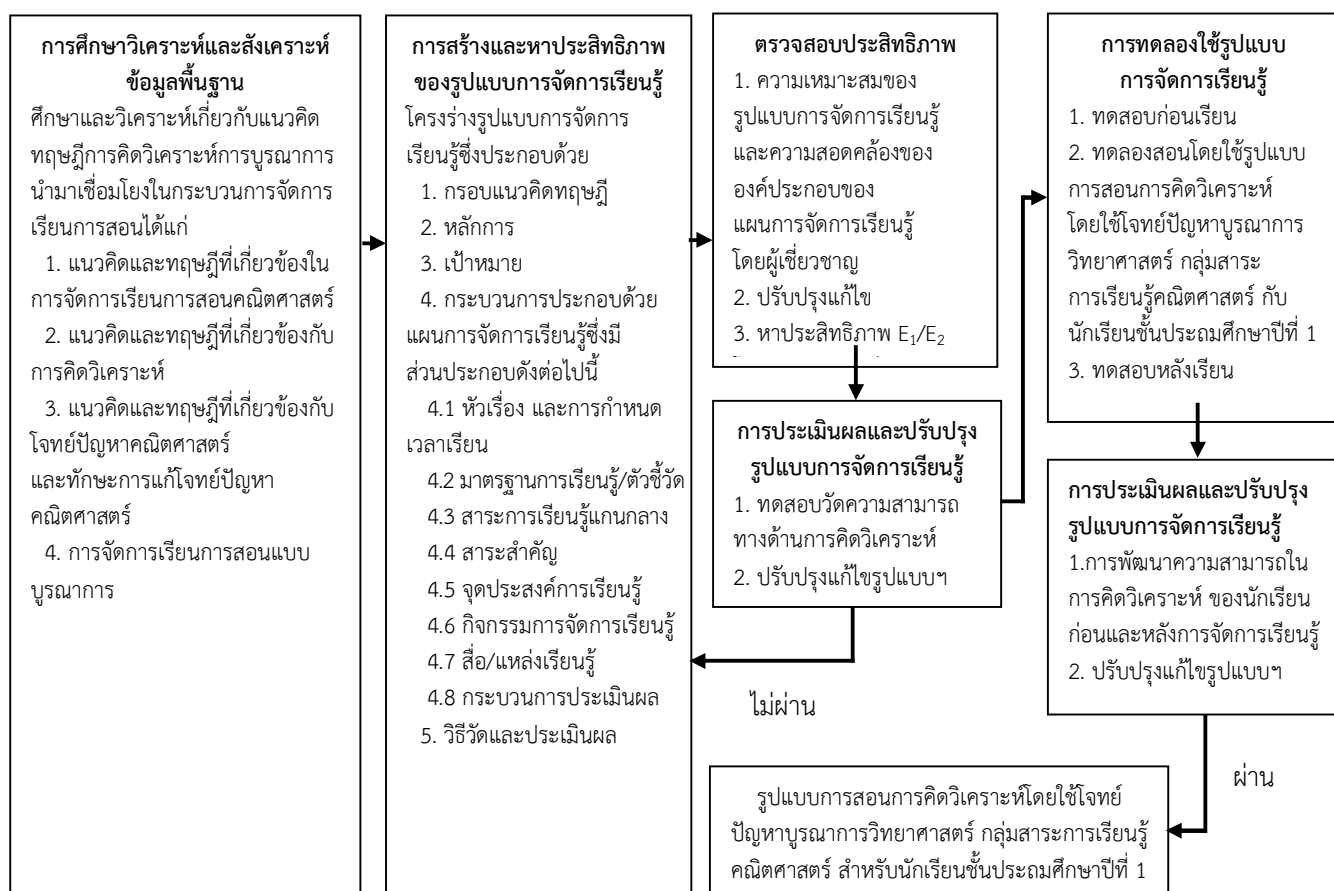 การศึกษาวิเคราะห์และสังเคราะห์
ข้อมูลพื้นฐาน
ศึกษาและวิเคราะห์เกี่ยวกับแนวคิด
ทฤษฎีการคิดวิเคราะห์การบูรณาการ
นำมาเชื่อมโยงในกระบวนการจัดการ
เรียนการสอนได้แก่
1. แนวคิดและทฤษฎีที่เกี่ยวข้องใน
การจัดการเรียนการสอนคณิตศาสตร์
2. แนวคิดและทฤษฎีที่เกี่ยวข้องกับ
การคิดวิเคราะห์
3. แนวคิดและทฤษฎีที่เกี่ยวข้องกับ
โจทย์ปัญหาคณิตศาสตร์
และทักษะการแก้โจทย์ปัญหา
คณิตศาสตร์
4. การจัดการเรียนการสอนแบบ
บูรณาการ
การสร้างและหาประสิทธิภาพ
ของรูปแบบการจัดการเรียนรู้
โครงร่างรูปแบบการจัดการ
เรียนรู้ซึ่งประกอบด้วย
1. กรอบแนวคิดทฤษฎี
2. หลักการ
3. เป้าหมาย
4. กระบวนการประกอบด้วย
แผนการจัดการเรียนรู้ซึ่งมี
ส่วนประกอบดังต่อไปนี้
4.1 หัวเรื่อง และการกำหนด
เวลาเรียน
4.2 มาตรฐานการเรียนรู้/ตัวชี้วัด
4.3 สาระการเรียนรู้แกนกลาง
4.4 สาระสำคัญ
4.5 จุดประสงค์การเรียนรู้
4.6 กิจกรรมการจัดการเรียนรู้
4.7 สื่อ/แหล่งเรียนรู้
4.8 กระบวนการประเมินผล
5. วิธีวัดและประเมินผล
ตรวจสอบประสิทธิภาพ
1. ความเหมาะสมของ
รูปแบบการจัดการเรียนรู้
และความสอดคล้องของ
องค์ประกอบของ
แผนการจัดการเรียนรู้
โดยผู้เชี่ยวชาญ
2. ปรับปรุงแก้ไข
3. หาประสิทธิภาพ E₁/E₂
การประเมินผลและปรับปรุง
รูปแบบการจัดการเรียนรู้
1. ทดสอบวัดความสามารถ
ทางด้านการคิดวิเคราะห์
2. ปรับปรุงแก้ไขรูปแบบฯ
ไม่ผ่าน
การทดลองใช้รูปแบบ
การจัดการเรียนรู้
1. ทดสอบก่อนเรียน
2. ทดลองสอนโดยใช้รูปแบบ
การสอนการคิดวิเคราะห์
โดยใช้โจทย์ปัญหาบูรณาการ
วิทยาศาสตร์ กลุ่มสาระ
การเรียนรู้คณิตศาสตร์ กับ
นักเรียนชั้นประถมศึกษาปีที่ 1
3. ทดสอบหลังเรียน
การประเมินผลและปรับปรุง
รูปแบบการจัดการเรียนรู้
1.การพัฒนาความสามารถใน
การคิดวิเคราะห์ ของนักเรียน
ก่อนและหลังการจัดการเรียนรู้
2. ปรับปรุงแก้ไขรูปแบบฯ
ผ่าน
รูปแบบการสอนการคิดวิเคราะห์โดยใช้โจทย์
ปัญหาบูรณาการวิทยาศาสตร์ กลุ่มสาระการเรียนรู้
คณิตศาสตร์ สำหรับนักเรียนชั้นประถมศึกษาปีที่ 1